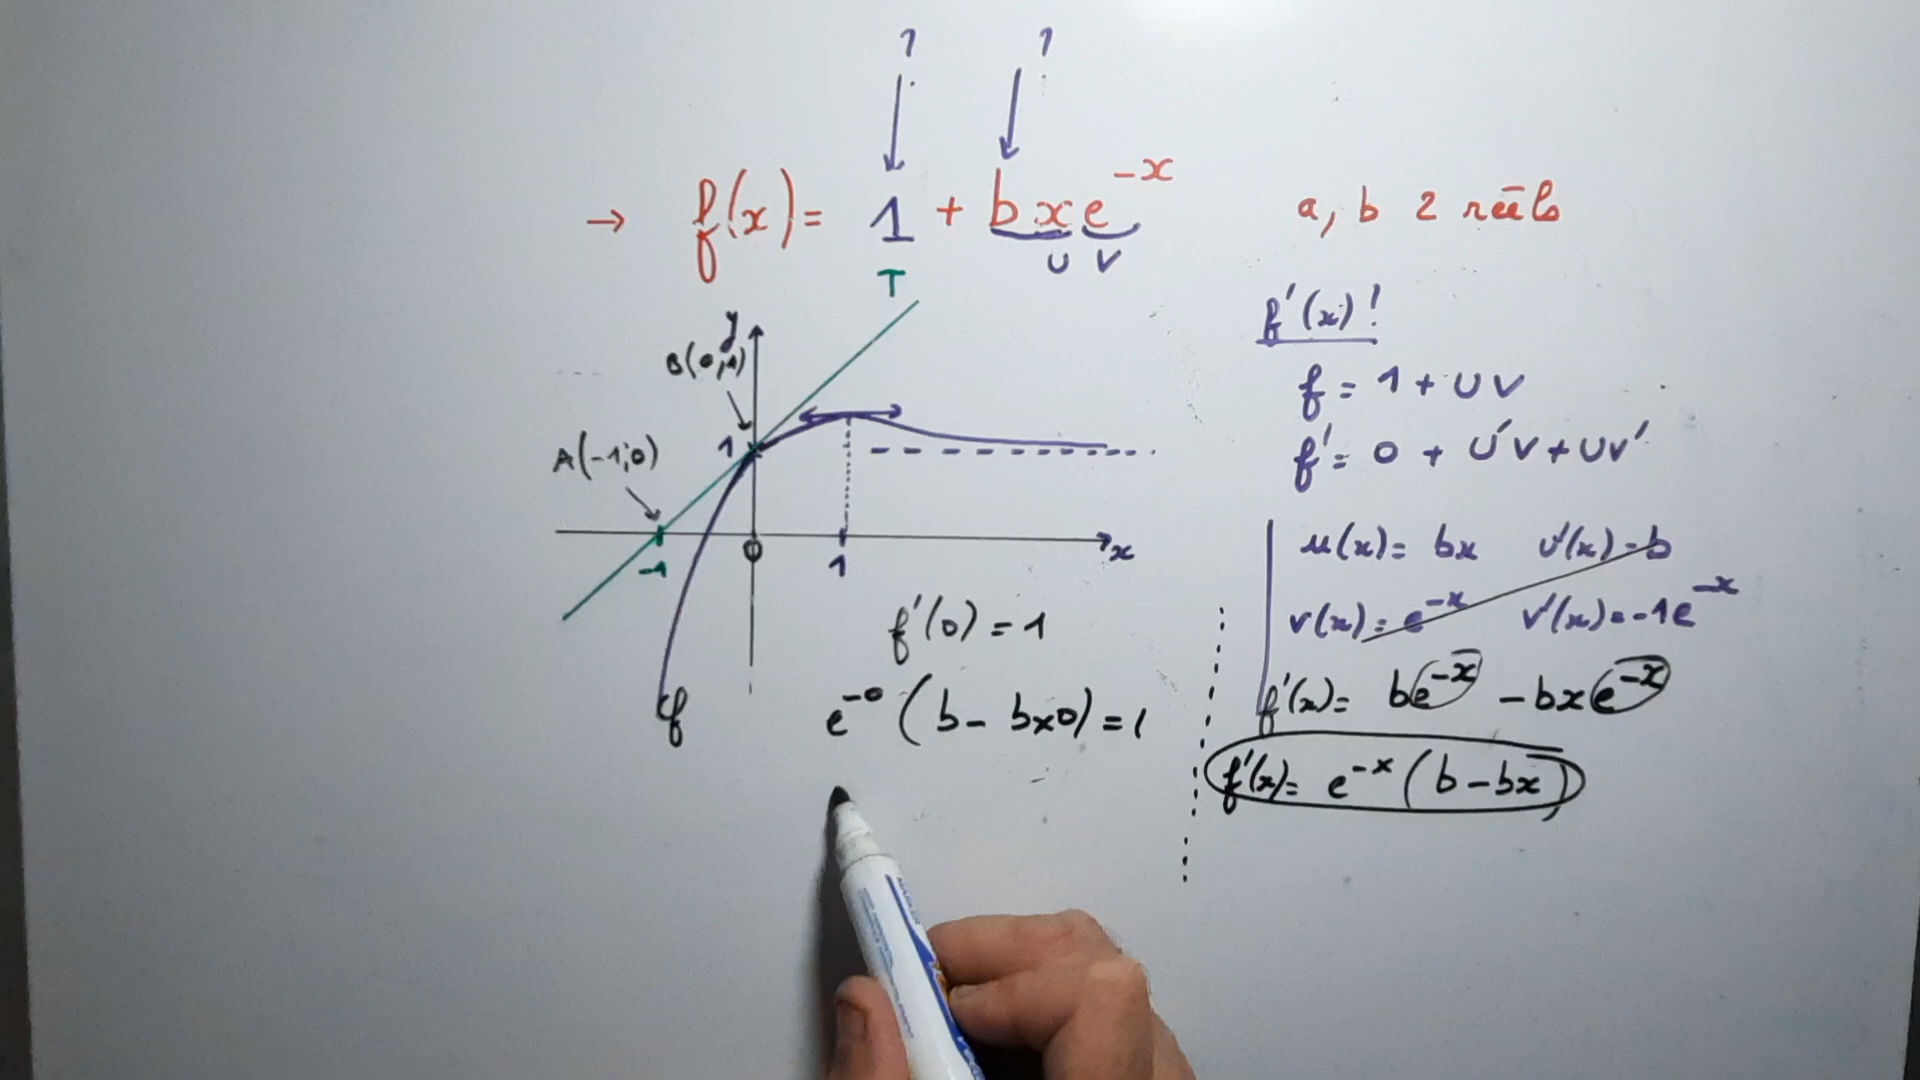 ? ?
→ f(x) = 1 + bxe^-x a, b 2 réels
U V
T
f'(x)!
y
B(0;1)
f = 1 + UV
A(-1;0) 1
f' = 0 + U'V + UV'
0 x
-1 1
u(x) = bx u'(x) = b
v(x) = e^-x v'(x) = -1e^-x
f'(0) = 1
f'(x) = be^-x - bxe^-x
f
e^-0 (b - bx0) = 1
f'(x) = e^-x (b - bx)